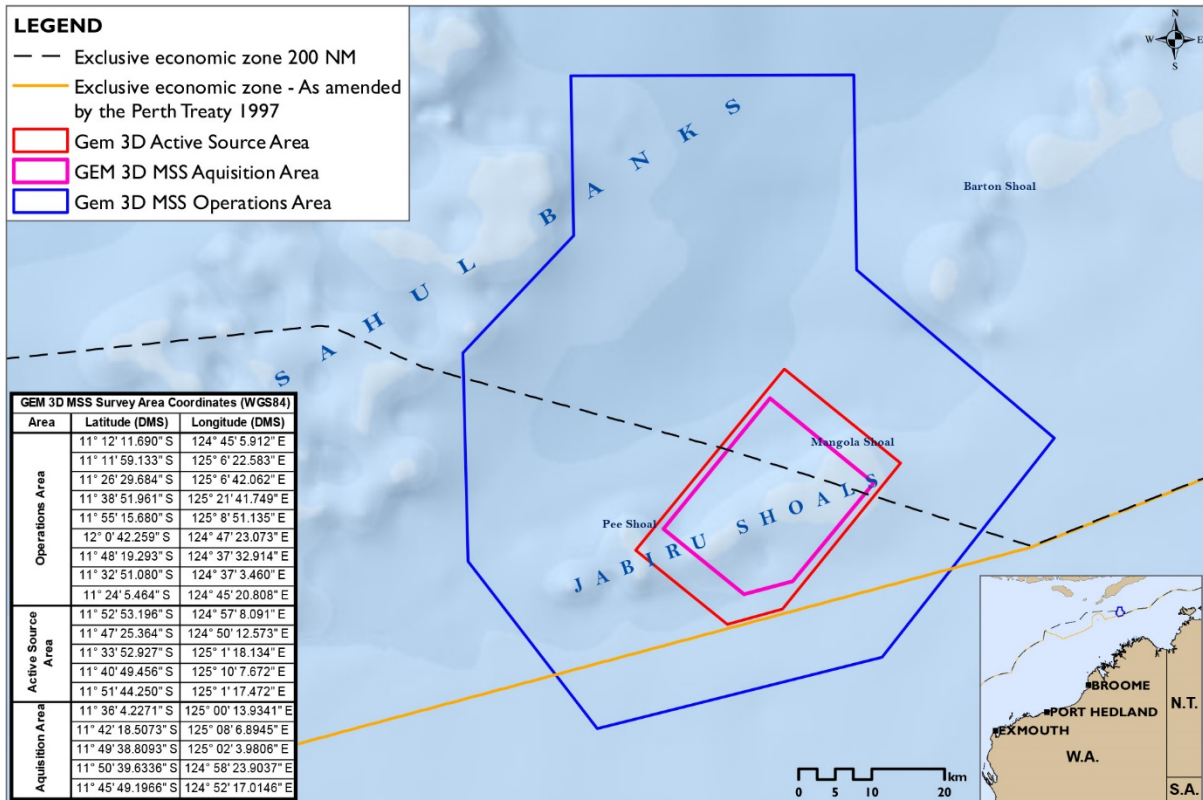 LEGEND
Exclusive economic zone 200 NM
Exclusive economic zone - As amended
by the Perth Treaty 1997
Gem 3D Active Source Area
GEM 3D MSS Aquisition Area
Gem 3D MSS Operations Area
N
W E
S
SAHUL BANKS
Barton Shoal
Mangola Shoal
Pee Shoal
JABIRU SHOALS
GEM 3D MSS Survey Area Coordinates (WGS84)
Area Latitude (DMS) Longitude (DMS)
Operations Area
11° 12' 11.690" S 124° 45' 5.912" E
11° 11' 59.133" S 125° 6' 22.583" E
11° 26' 29.684" S 125° 6' 42.062" E
11° 38' 51.961" S 125° 21' 41.749" E
11° 55' 15.680" S 125° 8' 51.135" E
12° 0' 42.259" S 124° 47' 23.073" E
11° 48' 19.293" S 124° 37' 32.914" E
11° 32' 51.080" S 124° 37' 3.460" E
11° 24' 5.464" S 124° 45' 20.808" E
Active Source
Area
11° 52' 53.196" S 124° 57' 8.091" E
11° 47' 25.364" S 124° 50' 12.573" E
11° 33' 52.927" S 125° 1' 18.134" E
11° 40' 49.456" S 125° 10' 7.672" E
11° 51' 44.250" S 125° 1' 17.472" E
Aquisition Area
11° 36' 4.2271" S 125° 00' 13.9341" E
11° 42' 18.5073" S 125° 08' 6.8945" E
11° 49' 38.8093" S 125° 02' 3.9806" E
11° 50' 39.6336" S 124° 58' 23.9037" E
11° 45' 49.1966" S 124° 52' 17.0146" E
km
0 5 10 20
BROOME
PORT HEDLAND
EXMOUTH
N.T.
W.A.
S.A.